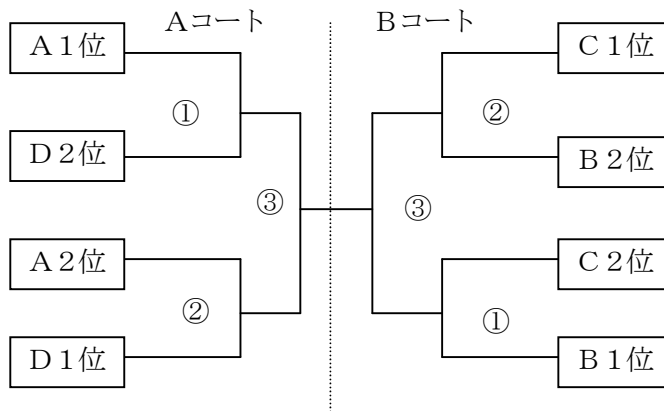 Aコート Bコート
A1位 C1位
① ②
D2位 B2位
③ ③
A2位 C2位
② ①
D1位 B1位